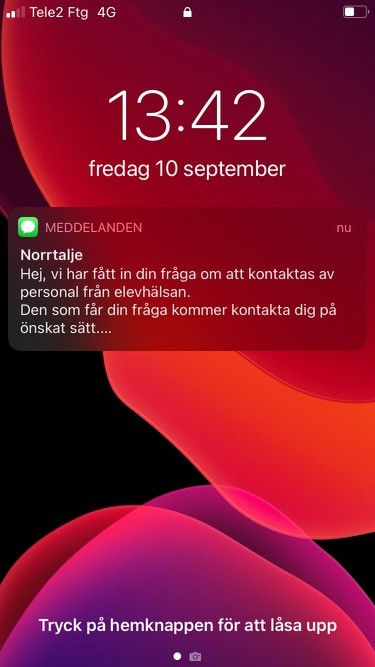 Tele2 Ftg 4G
13:42
fredag 10 september
MEDDELANDEN nu
Norrtalje
Hej, vi har fått in din fråga om att kontaktas av
personal från elevhälsan.
Den som får din fråga kommer kontakta dig på
önskat sätt....
Tryck på hemknappen för att låsa upp